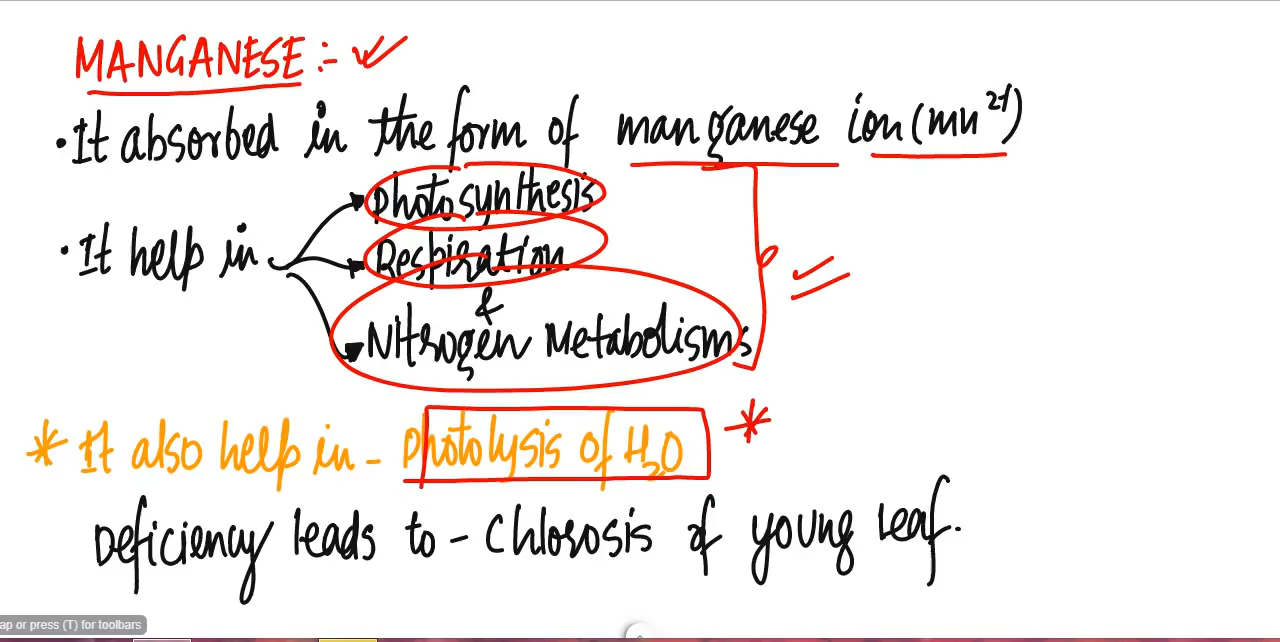 MANGANESE :-
• It absorbed in the form of manganese ion (mn2+)
Photosynthesis
• It help in Respiration
&
Nitrogen Metabolisms
* It also help in - Photolysis of H2O *
Deficiency leads to - Chlorosis of young leaf.
ap or press (T) for toolbars